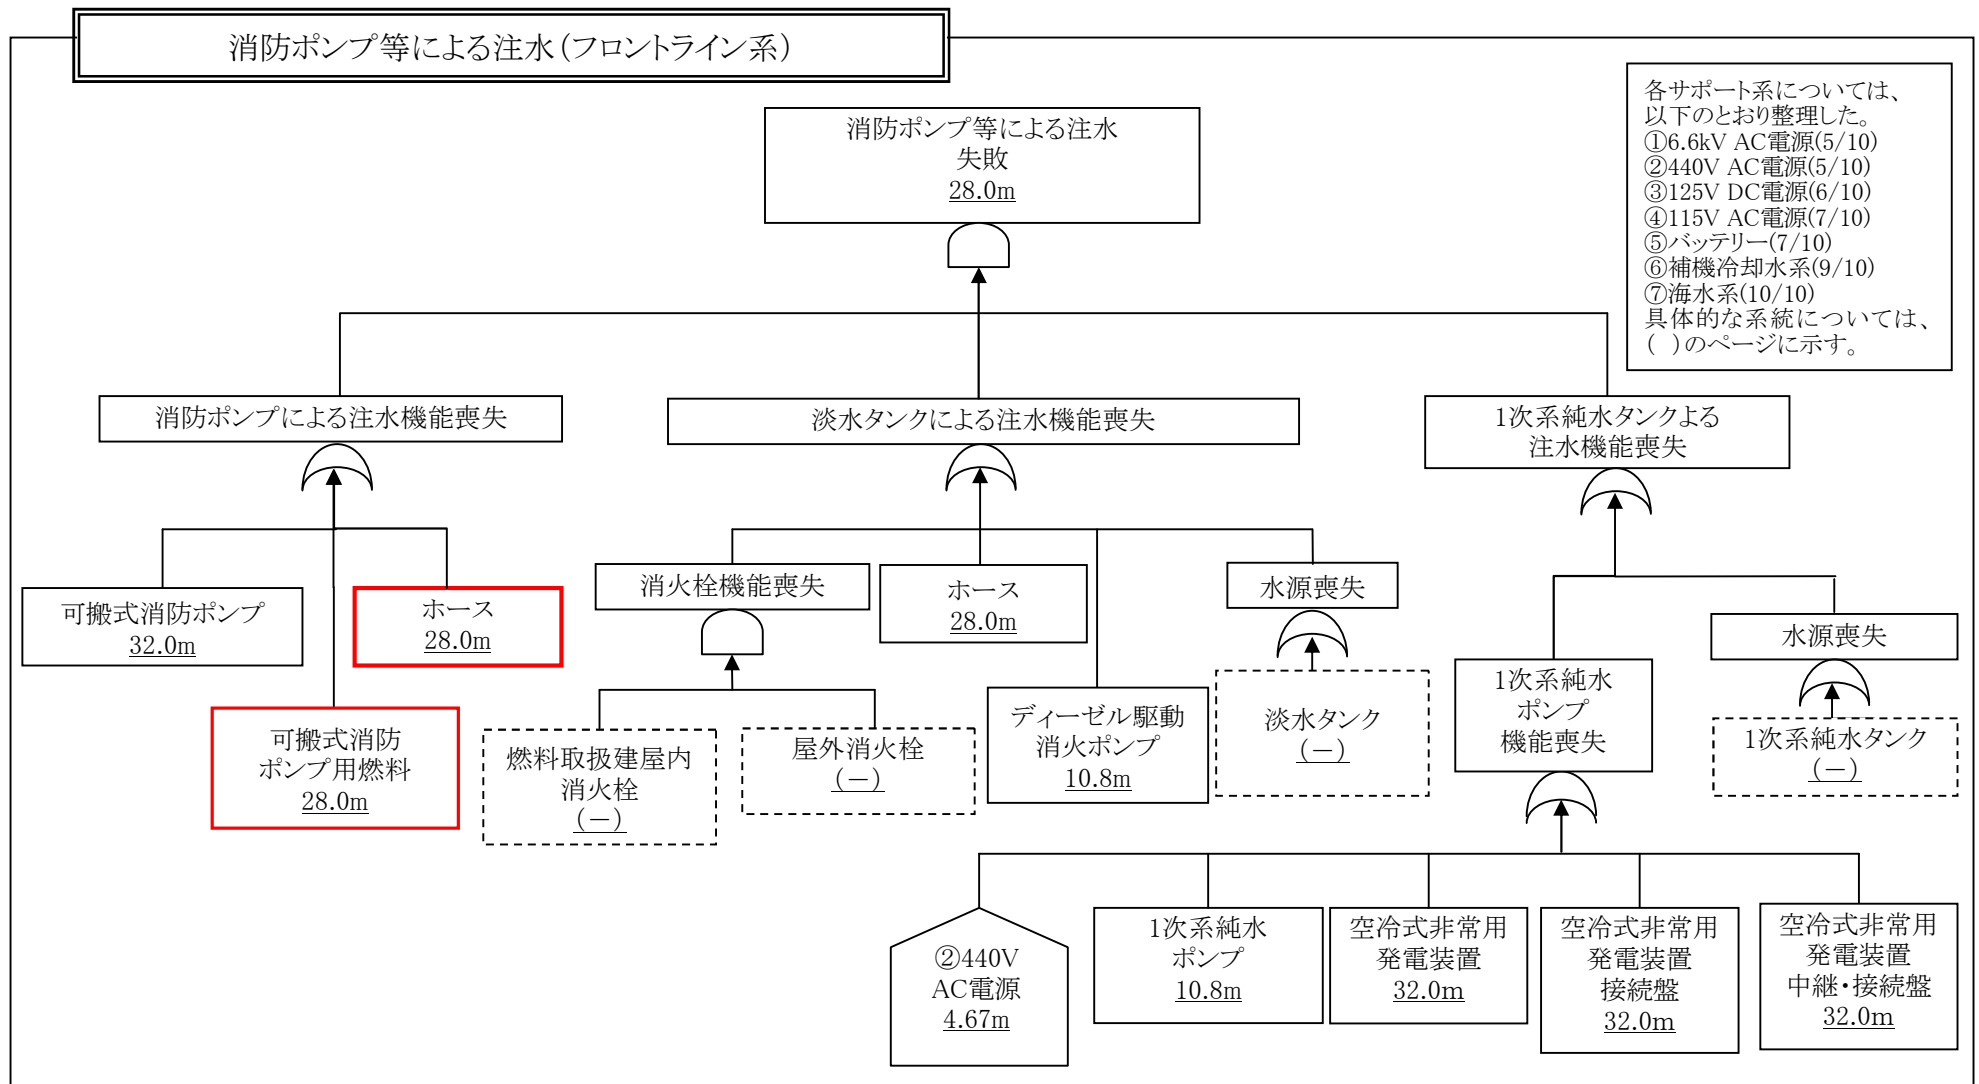 消防ポンプ等による注水(フロントライン系)
各サポート系については、
以下のとおり整理した。
①6.6kV AC電源(5/10)
②440V AC電源(5/10)
③125V DC電源(6/10)
④115V AC電源(7/10)
⑤バッテリー(7/10)
⑥補機冷却水系(9/10)
⑦海水系(10/10)
具体的な系統については、
( )のページに示す。
消防ポンプ等による注水
失敗
28.0m
消防ポンプによる注水機能喪失
淡水タンクによる注水機能喪失
1次系純水タンクよる
注水機能喪失
可搬式消防ポンプ
32.0m
ホース
28.0m
可搬式消防
ポンプ用燃料
28.0m
消火栓機能喪失
ホース
28.0m
水源喪失
燃料取扱建屋内
消火栓
(-)
屋外消火栓
(-)
ディーゼル駆動
消火ポンプ
10.8m
淡水タンク
(-)
1次系純水
ポンプ
機能喪失
水源喪失
1次系純水タンク
(-)
②440V
AC電源
4.67m
1次系純水
ポンプ
10.8m
空冷式非常用
発電装置
32.0m
空冷式非常用
発電装置
接続盤
32.0m
空冷式非常用
発電装置
中継・接続盤
32.0m